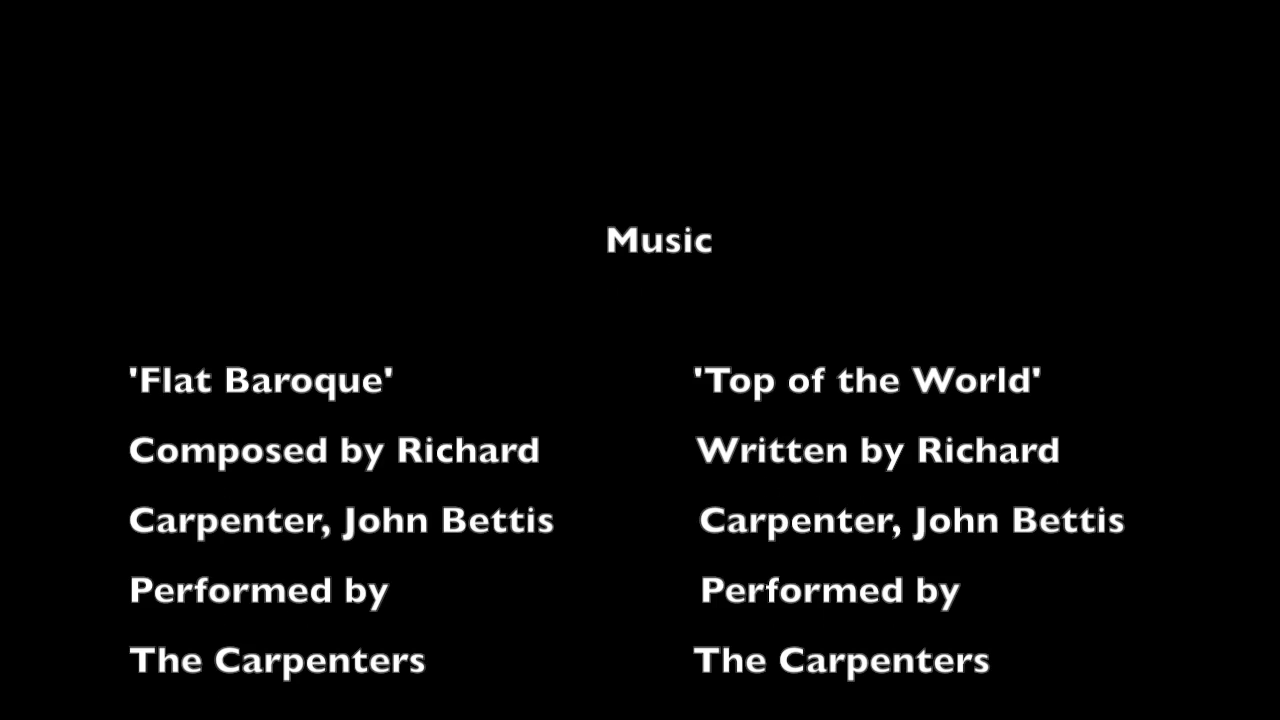 Music
'Flat Baroque'
Composed by Richard
Carpenter, John Bettis
Performed by
The Carpenters
'Top of the World'
Written by Richard
Carpenter, John Bettis
Performed by
The Carpenters